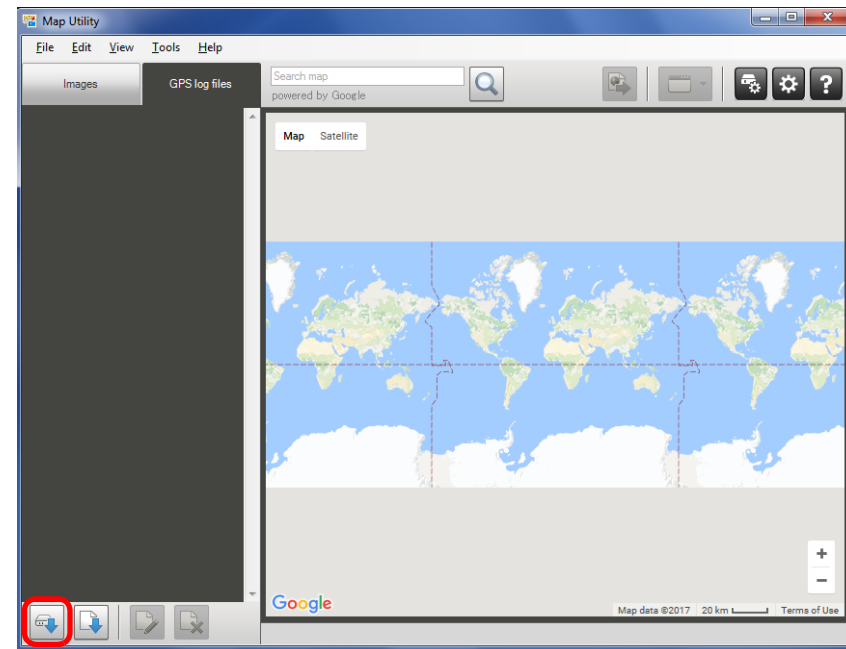 Map Utility
File Edit View Tools Help
Images
GPS log files
Search map
powered by Google
?
Map Satellite
+
−
Google
Map data ©2017 20 km Terms of Use